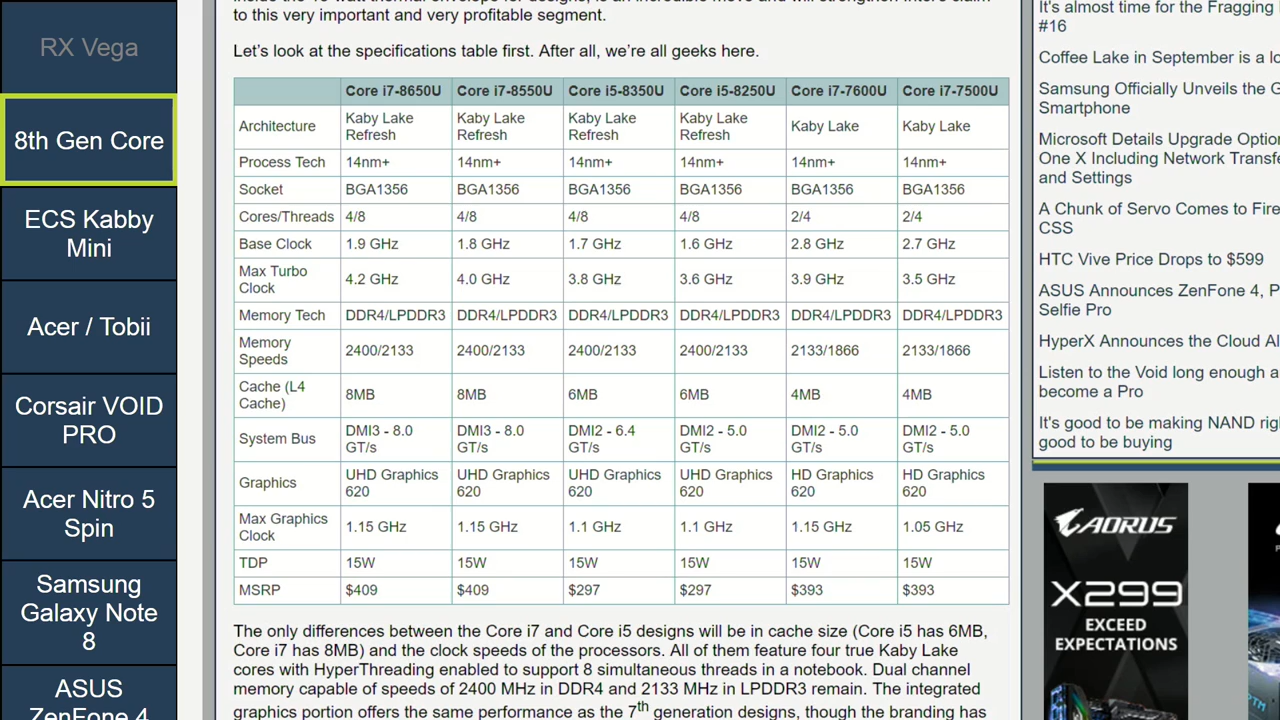 RX Vega
8th Gen Core
ECS Kabby
Mini
Acer / Tobii
Corsair VOID
PRO
Acer Nitro 5
Spin
Samsung
Galaxy Note
8
ASUS
ZenFone 4
to this very important and very profitable segment.
Let's look at the specifications table first. After all, we're all geeks here.
Core i7-8650U Core i7-8550U Core i5-8350U Core i5-8250U Core i7-7600U Core i7-7500U
Architecture Kaby Lake Refresh Kaby Lake Refresh Kaby Lake Refresh Kaby Lake Refresh Kaby Lake Kaby Lake
Process Tech 14nm+ 14nm+ 14nm+ 14nm+ 14nm+ 14nm+
Socket BGA1356 BGA1356 BGA1356 BGA1356 BGA1356 BGA1356
Cores/Threads 4/8 4/8 4/8 4/8 2/4 2/4
Base Clock 1.9 GHz 1.8 GHz 1.7 GHz 1.6 GHz 2.8 GHz 2.7 GHz
Max Turbo Clock 4.2 GHz 4.0 GHz 3.8 GHz 3.6 GHz 3.9 GHz 3.5 GHz
Memory Tech DDR4/LPDDR3 DDR4/LPDDR3 DDR4/LPDDR3 DDR4/LPDDR3 DDR4/LPDDR3 DDR4/LPDDR3
Memory Speeds 2400/2133 2400/2133 2400/2133 2400/2133 2133/1866 2133/1866
Cache (L4 Cache) 8MB 8MB 6MB 6MB 4MB 4MB
System Bus DMI3 - 8.0 GT/s DMI3 - 8.0 GT/s DMI2 - 6.4 GT/s DMI2 - 5.0 GT/s DMI2 - 5.0 GT/s DMI2 - 5.0 GT/s
Graphics UHD Graphics 620 UHD Graphics 620 UHD Graphics 620 UHD Graphics 620 HD Graphics 620 HD Graphics 620
Max Graphics Clock 1.15 GHz 1.15 GHz 1.1 GHz 1.1 GHz 1.15 GHz 1.05 GHz
TDP 15W 15W 15W 15W 15W 15W
MSRP $409 $409 $297 $297 $393 $393
The only differences between the Core i7 and Core i5 designs will be in cache size (Core i5 has 6MB,
Core i7 has 8MB) and the clock speeds of the processors. All of them feature four true Kaby Lake
cores with HyperThreading enabled to support 8 simultaneous threads in a notebook. Dual channel
memory capable of speeds of 2400 MHz in DDR4 and 2133 MHz in LPDDR3 remain. The integrated
graphics portion offers the same performance as the 7th generation designs, though the branding has
It's almost time for the Fragging
#16
Coffee Lake in September is a
Samsung Officially Unveils the
Smartphone
Microsoft Details Upgrade
One X Including Network
and Settings
A Chunk of Servo Comes to
CSS
HTC Vive Price Drops to $599
ASUS Announces ZenFone 4,
Selfie Pro
HyperX Announces the Cloud
Listen to the Void long enough
become a Pro
It's good to be making NAND
good to be buying
AORUS
X299
EXCEED
EXPECTATIONS